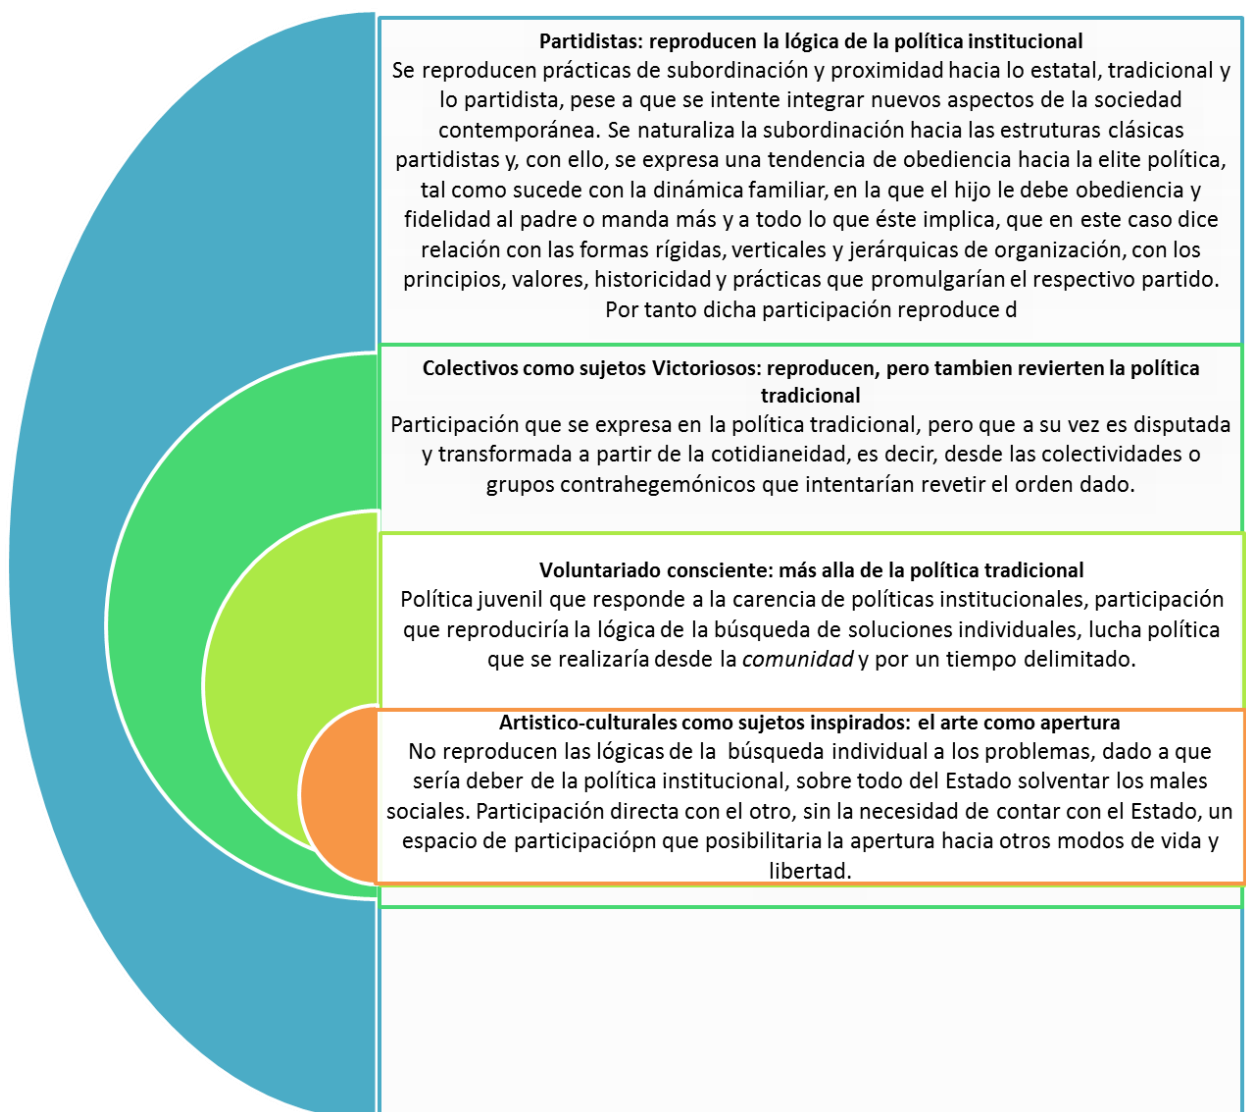 Partidistas: reproducen la lógica de la política institucional
Se reproducen prácticas de subordinación y proximidad hacia lo estatal, tradicional y
lo partidista, pese a que se intente integrar nuevos aspectos de la sociedad
contemporánea. Se naturaliza la subordinación hacia las estruturas clásicas
partidistas y, con ello, se expresa una tendencia de obediencia hacia la elite política,
tal como sucede con la dinámica familiar, en la que el hijo le debe obediencia y
fidelidad al padre o manda más y a todo lo que éste implica, que en este caso dice
relación con las formas rígidas, verticales y jerárquicas de organización, con los
principios, valores, historicidad y prácticas que promulgarían el respectivo partido.
Por tanto dicha participación reproduce d
Colectivos como sujetos Victoriosos: reproducen, pero tambien revierten la política
tradicional
Participación que se expresa en la política tradicional, pero que a su vez es disputada
y transformada a partir de la cotidianeidad, es decir, desde las colectividades o
grupos contrahegemónicos que intentarían revetir el orden dado.
Voluntariado consciente: más alla de la política tradicional
Política juvenil que responde a la carencia de políticas institucionales, participación
que reproduciría la lógica de la búsqueda de soluciones individuales, lucha política
que se realizaría desde la comunidad y por un tiempo delimitado.
Artistico-culturales como sujetos inspirados: el arte como apertura
No reproducen las lógicas de la búsqueda individual a los problemas, dado a que
sería deber de la política institucional, sobre todo del Estado solventar los males
sociales. Participación directa con el otro, sin la necesidad de contar con el Estado, un
espacio de participaciópn que posibilitaria la apertura hacia otros modos de vida y
libertad.